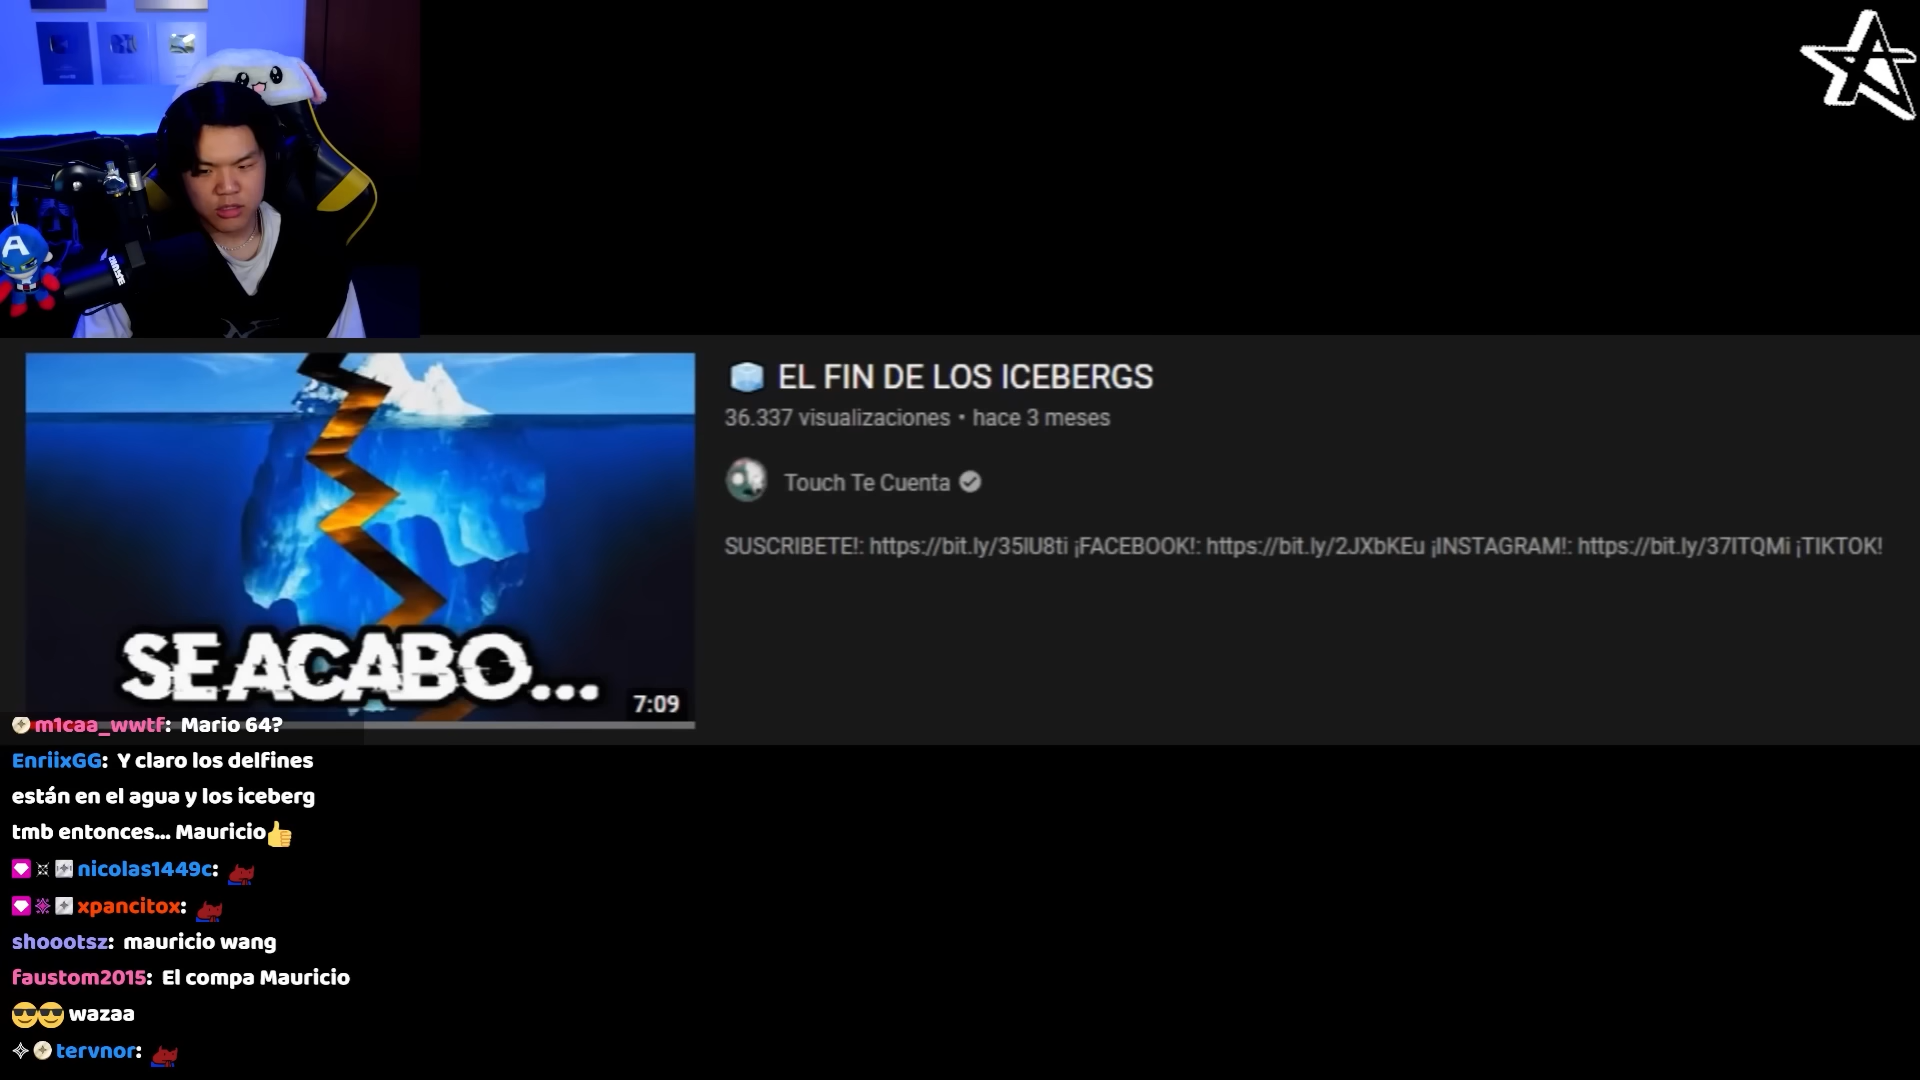 EL FIN DE LOS ICEBERGS
36.337 visualizaciones • hace 3 meses
Touch Te Cuenta
SUSCRIBETE!: https://bit.ly/35IU8ti ¡FACEBOOK!: https://bit.ly/2JXbKEu ¡INSTAGRAM!: https://bit.ly/37ITQMi ¡TIKTOK!
SE ACABO...
7:09
m1caa_wwtf: Mario 64?
EnriixGG: Y claro los delfines
están en el agua y los iceberg
tmb entonces... Mauricio👍
nicolas1449c:
xpancitox:
shoootsz: mauricio wang
faustom2015: El compa Mauricio
😎😎 wazaa
tervnor:
A